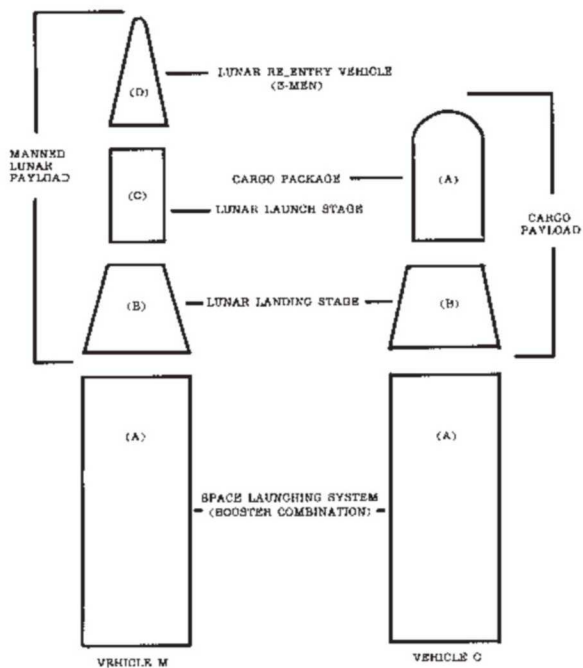 LUNAR RE_ENTRY VEHICLE
(3-MEN)
(D)
MANNED
LUNAR
PAYLOAD
CARGO PACKAGE
(A)
(C)
LUNAR LAUNCH STAGE
CARGO
PAYLOAD
(B)
LUNAR LANDING STAGE
(B)
(A)
(A)
SPACE LAUNCHING SYSTEM
(BOOSTER COMBINATION)
VEHICLE M
VEHICLE C